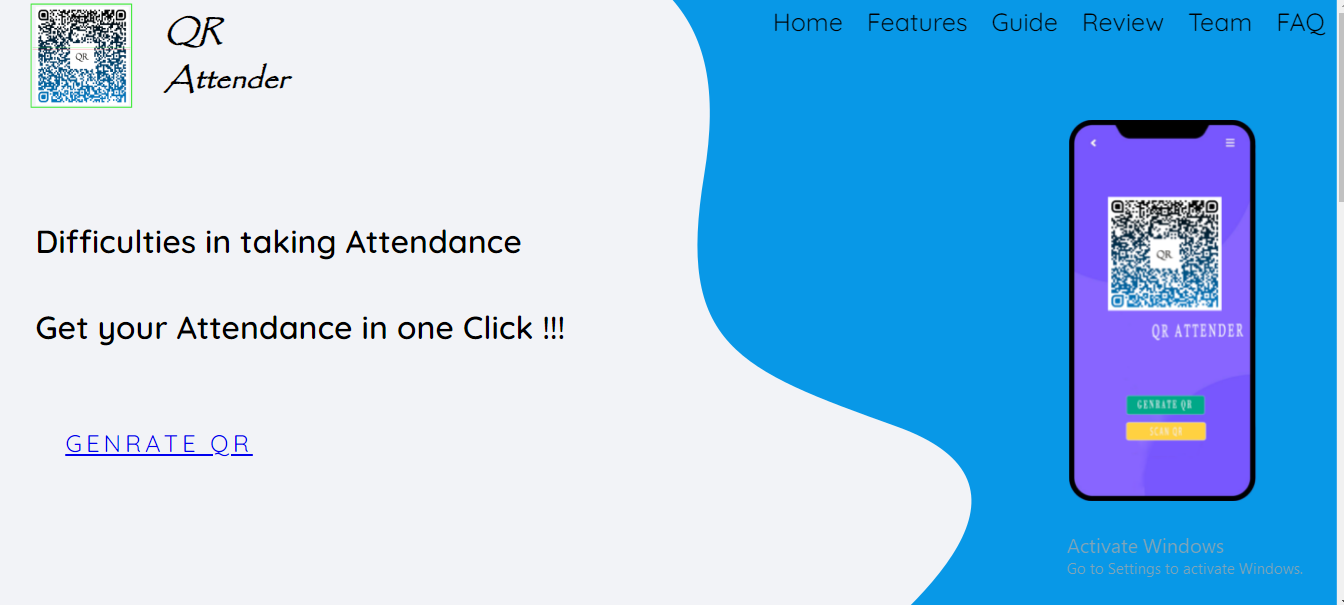 QR
QR
Attender
Home Features Guide Review Team FAQ
Difficulties in taking Attendance
Get your Attendance in one Click !!!
GENRATE QR
QR
QR ATTENDER
GENRATE QR
SCAN QR
Activate Windows
Go to Settings to activate Windows.